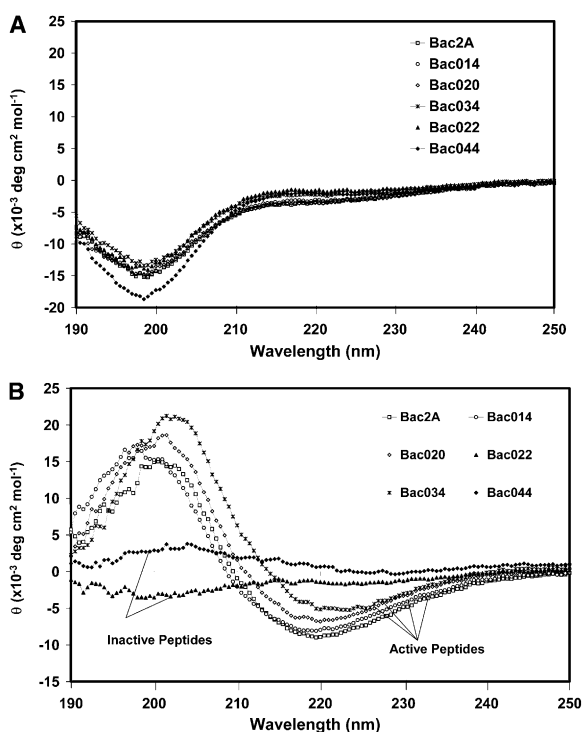 A
25
20
15
10
5
0
-5
-10
-15
-20
θ (x10⁻³ deg cm² mol⁻¹)
Bac2A
Bac014
Bac020
Bac034
Bac022
Bac044
190 200 210 220 230 240 250
Wavelength (nm)
B
25
20
15
10
5
0
-5
-10
-15
θ (x10⁻³ deg cm² mol⁻¹)
Bac2A Bac014
Bac020 Bac022
Bac034 Bac044
Inactive Peptides
Active Peptides
190 200 210 220 230 240 250
Wavelength (nm)